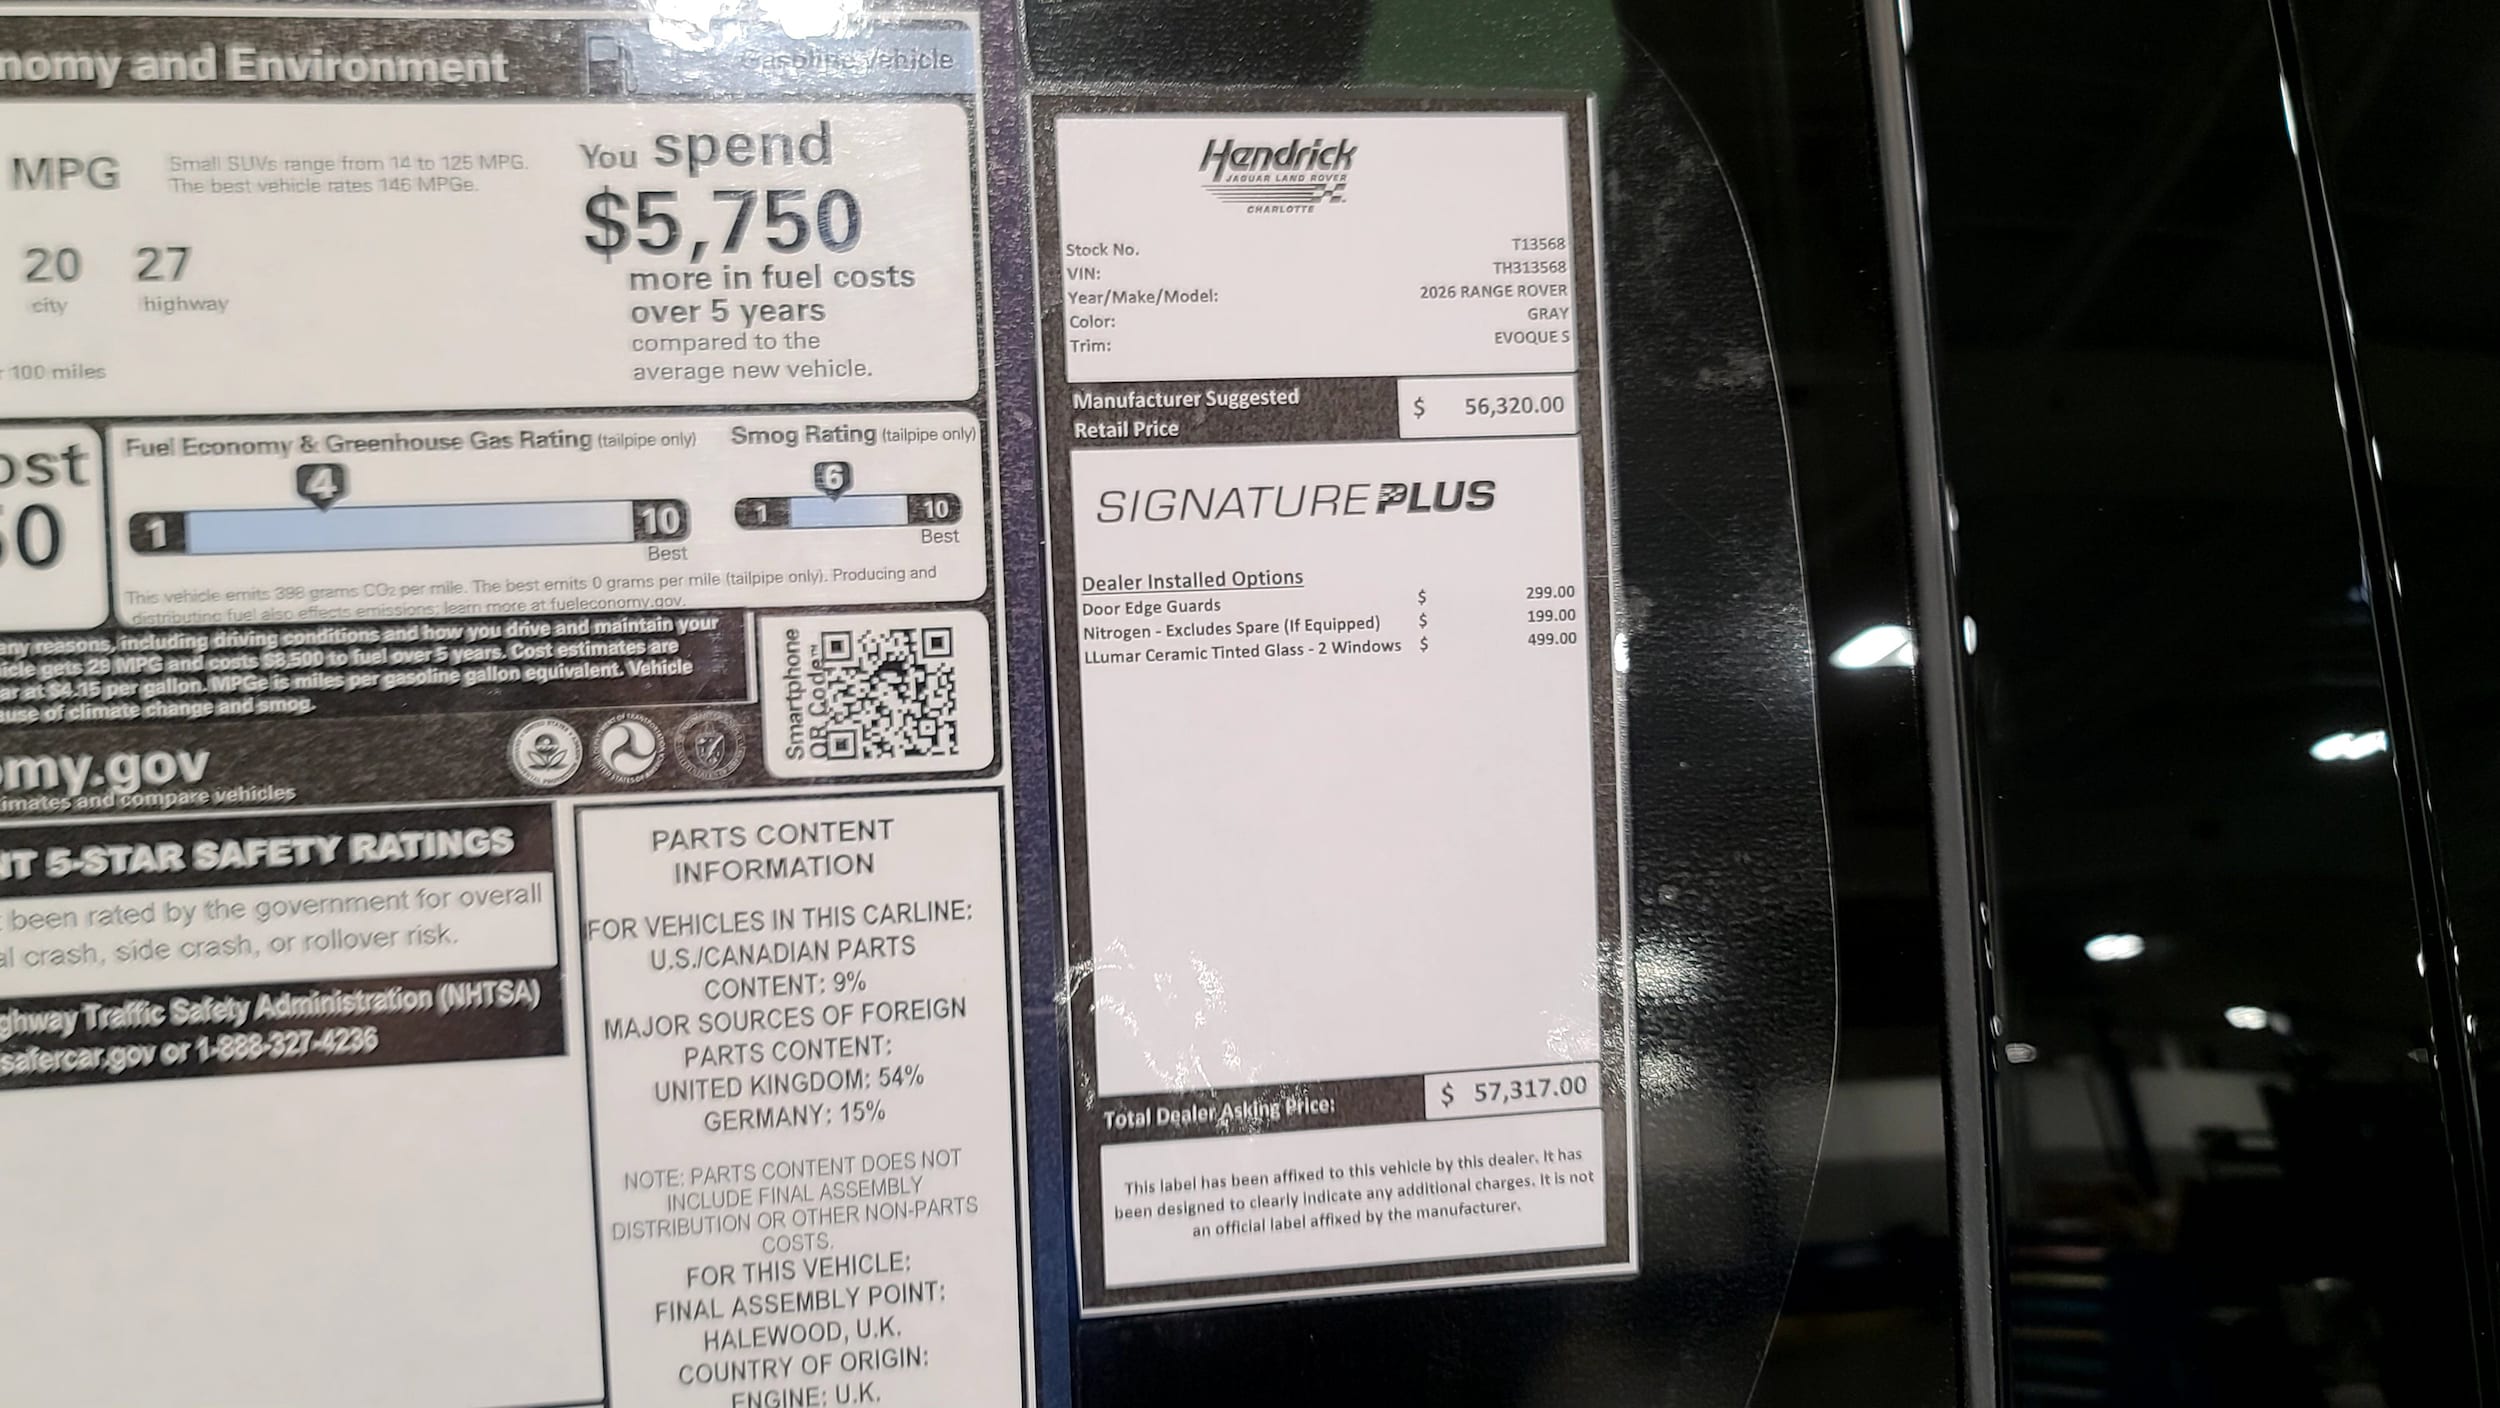 nomy and Environment
Gasoline Vehicle
MPG
Small SUVs range from 14 to 125 MPG.
The best vehicle rates 146 MPGe.
20
city
27
highway
100 miles
You spend
$5,750
more in fuel costs
over 5 years
compared to the
average new vehicle.
ost
0
Fuel Economy & Greenhouse Gas Rating (tailpipe only)
4
1
10
Best
Smog Rating (tailpipe only)
6
1
10
Best
This vehicle emits 398 grams CO2 per mile. The best emits 0 grams per mile (tailpipe only). Producing and
distributing fuel also effects emissions; learn more at fueleconomy.gov.
any reasons, including driving conditions and how you drive and maintain your
icle gets 29 MPG and costs $8,500 to fuel over 5 years. Cost estimates are
ar at $4.15 per gallon. MPGe is miles per gasoline gallon equivalent. Vehicle
ause of climate change and smog.
omy.gov
imates and compare vehicles
Smartphone
QR Code™
NT 5-STAR SAFETY RATINGS
been rated by the government for overall
al crash, side crash, or rollover risk.
ghway Traffic Safety Administration (NHTSA)
safercar.gov or 1-888-327-4236
PARTS CONTENT
INFORMATION
FOR VEHICLES IN THIS CARLINE:
U.S./CANADIAN PARTS
CONTENT: 9%
MAJOR SOURCES OF FOREIGN
PARTS CONTENT:
UNITED KINGDOM: 54%
GERMANY: 15%
NOTE: PARTS CONTENT DOES NOT
INCLUDE FINAL ASSEMBLY
DISTRIBUTION OR OTHER NON-PARTS
COSTS.
FOR THIS VEHICLE:
FINAL ASSEMBLY POINT:
HALEWOOD, U.K.
COUNTRY OF ORIGIN:
ENGINE: U.K.
Hendrick
JAGUAR LAND ROVER
CHARLOTTE
Stock No. T13568
VIN: TH313568
Year/Make/Model: 2026 RANGE ROVER
Color: GRAY
Trim: EVOQUE S
Manufacturer Suggested
Retail Price
$ 56,320.00
SIGNATURE PLUS
Dealer Installed Options
Door Edge Guards $ 299.00
Nitrogen - Excludes Spare (If Equipped) $ 199.00
LLumar Ceramic Tinted Glass - 2 Windows $ 499.00
Total Dealer Asking Price: $ 57,317.00
This label has been affixed to this vehicle by this dealer. It has
been designed to clearly indicate any additional charges. It is not
an official label affixed by the manufacturer.